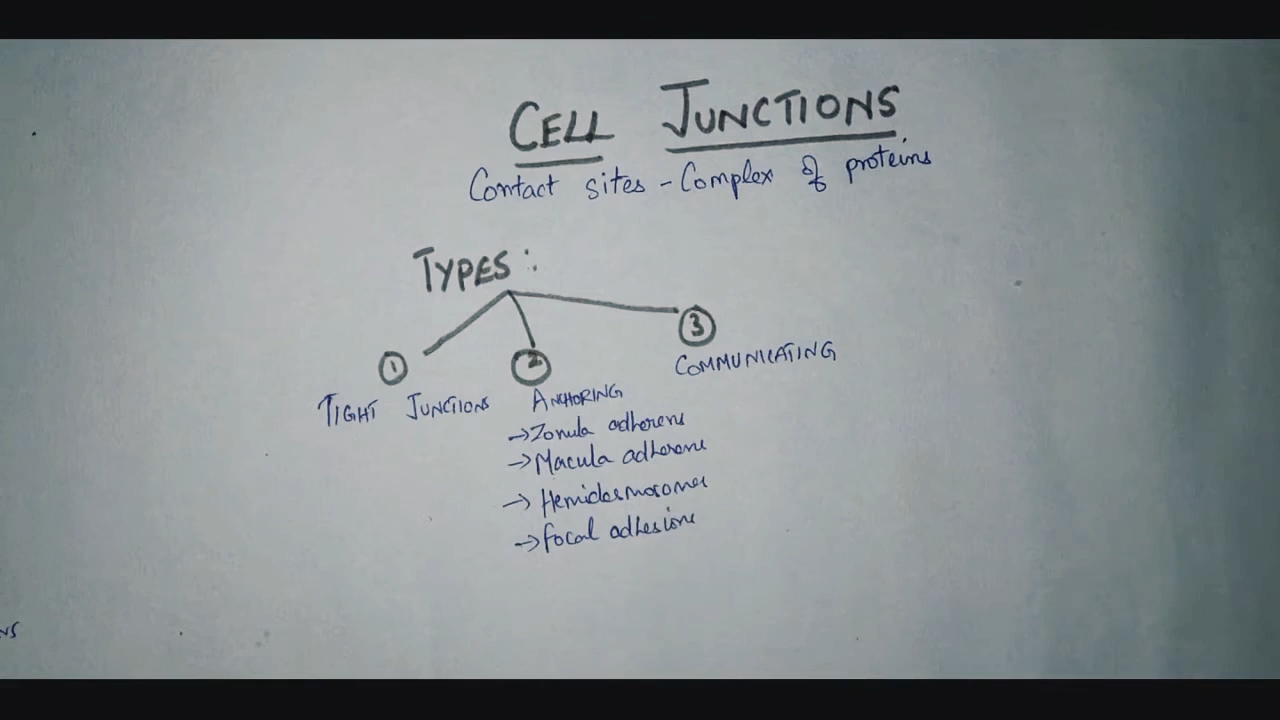 CELL JUNCTIONS
Contact sites - Complex of proteins
TYPES :
1 2 3
TIGHT JUNCTIONS
ANCHORING
COMMUNICATING
→Zonula adherens
→Macula adherens
→Hemidesmosomes
→focal adhesions